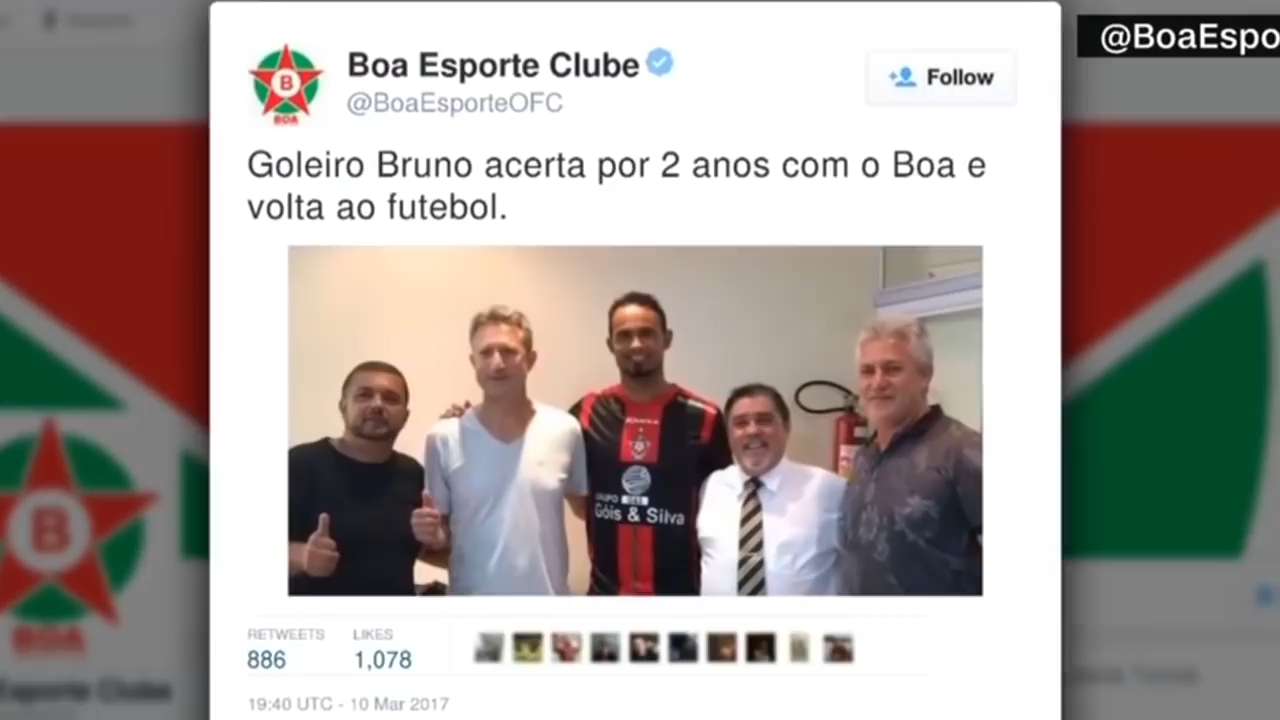 @BoaEspo
Boa Esporte Clube
@BoaEsporteOFC
Follow
Goleiro Bruno acerta por 2 anos com o Boa e
volta ao futebol.
Góis & Silva
RETWEETS LIKES
886 1,078
19:40 UTC - 10 Mar 2017
B
BOA
B
BOA
Esporte Clube